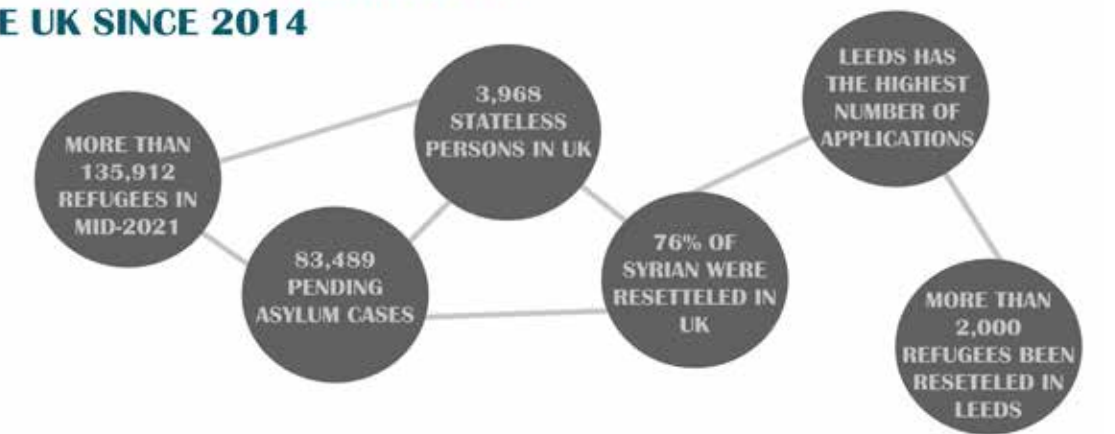 E UK SINCE 2014
MORE THAN
135,912
REFUGEES IN
MID-2021
83,489
PENDING
ASYLUM CASES
3,968
STATELESS
PERSONS IN UK
76% OF
SYRIAN WERE
RESETTELED IN
UK
LEEDS HAS
THE HIGHEST
NUMBER OF
APPLICATIONS
MORE THAN
2,000
REFUGEES BEEN
RESETELED IN
LEEDS